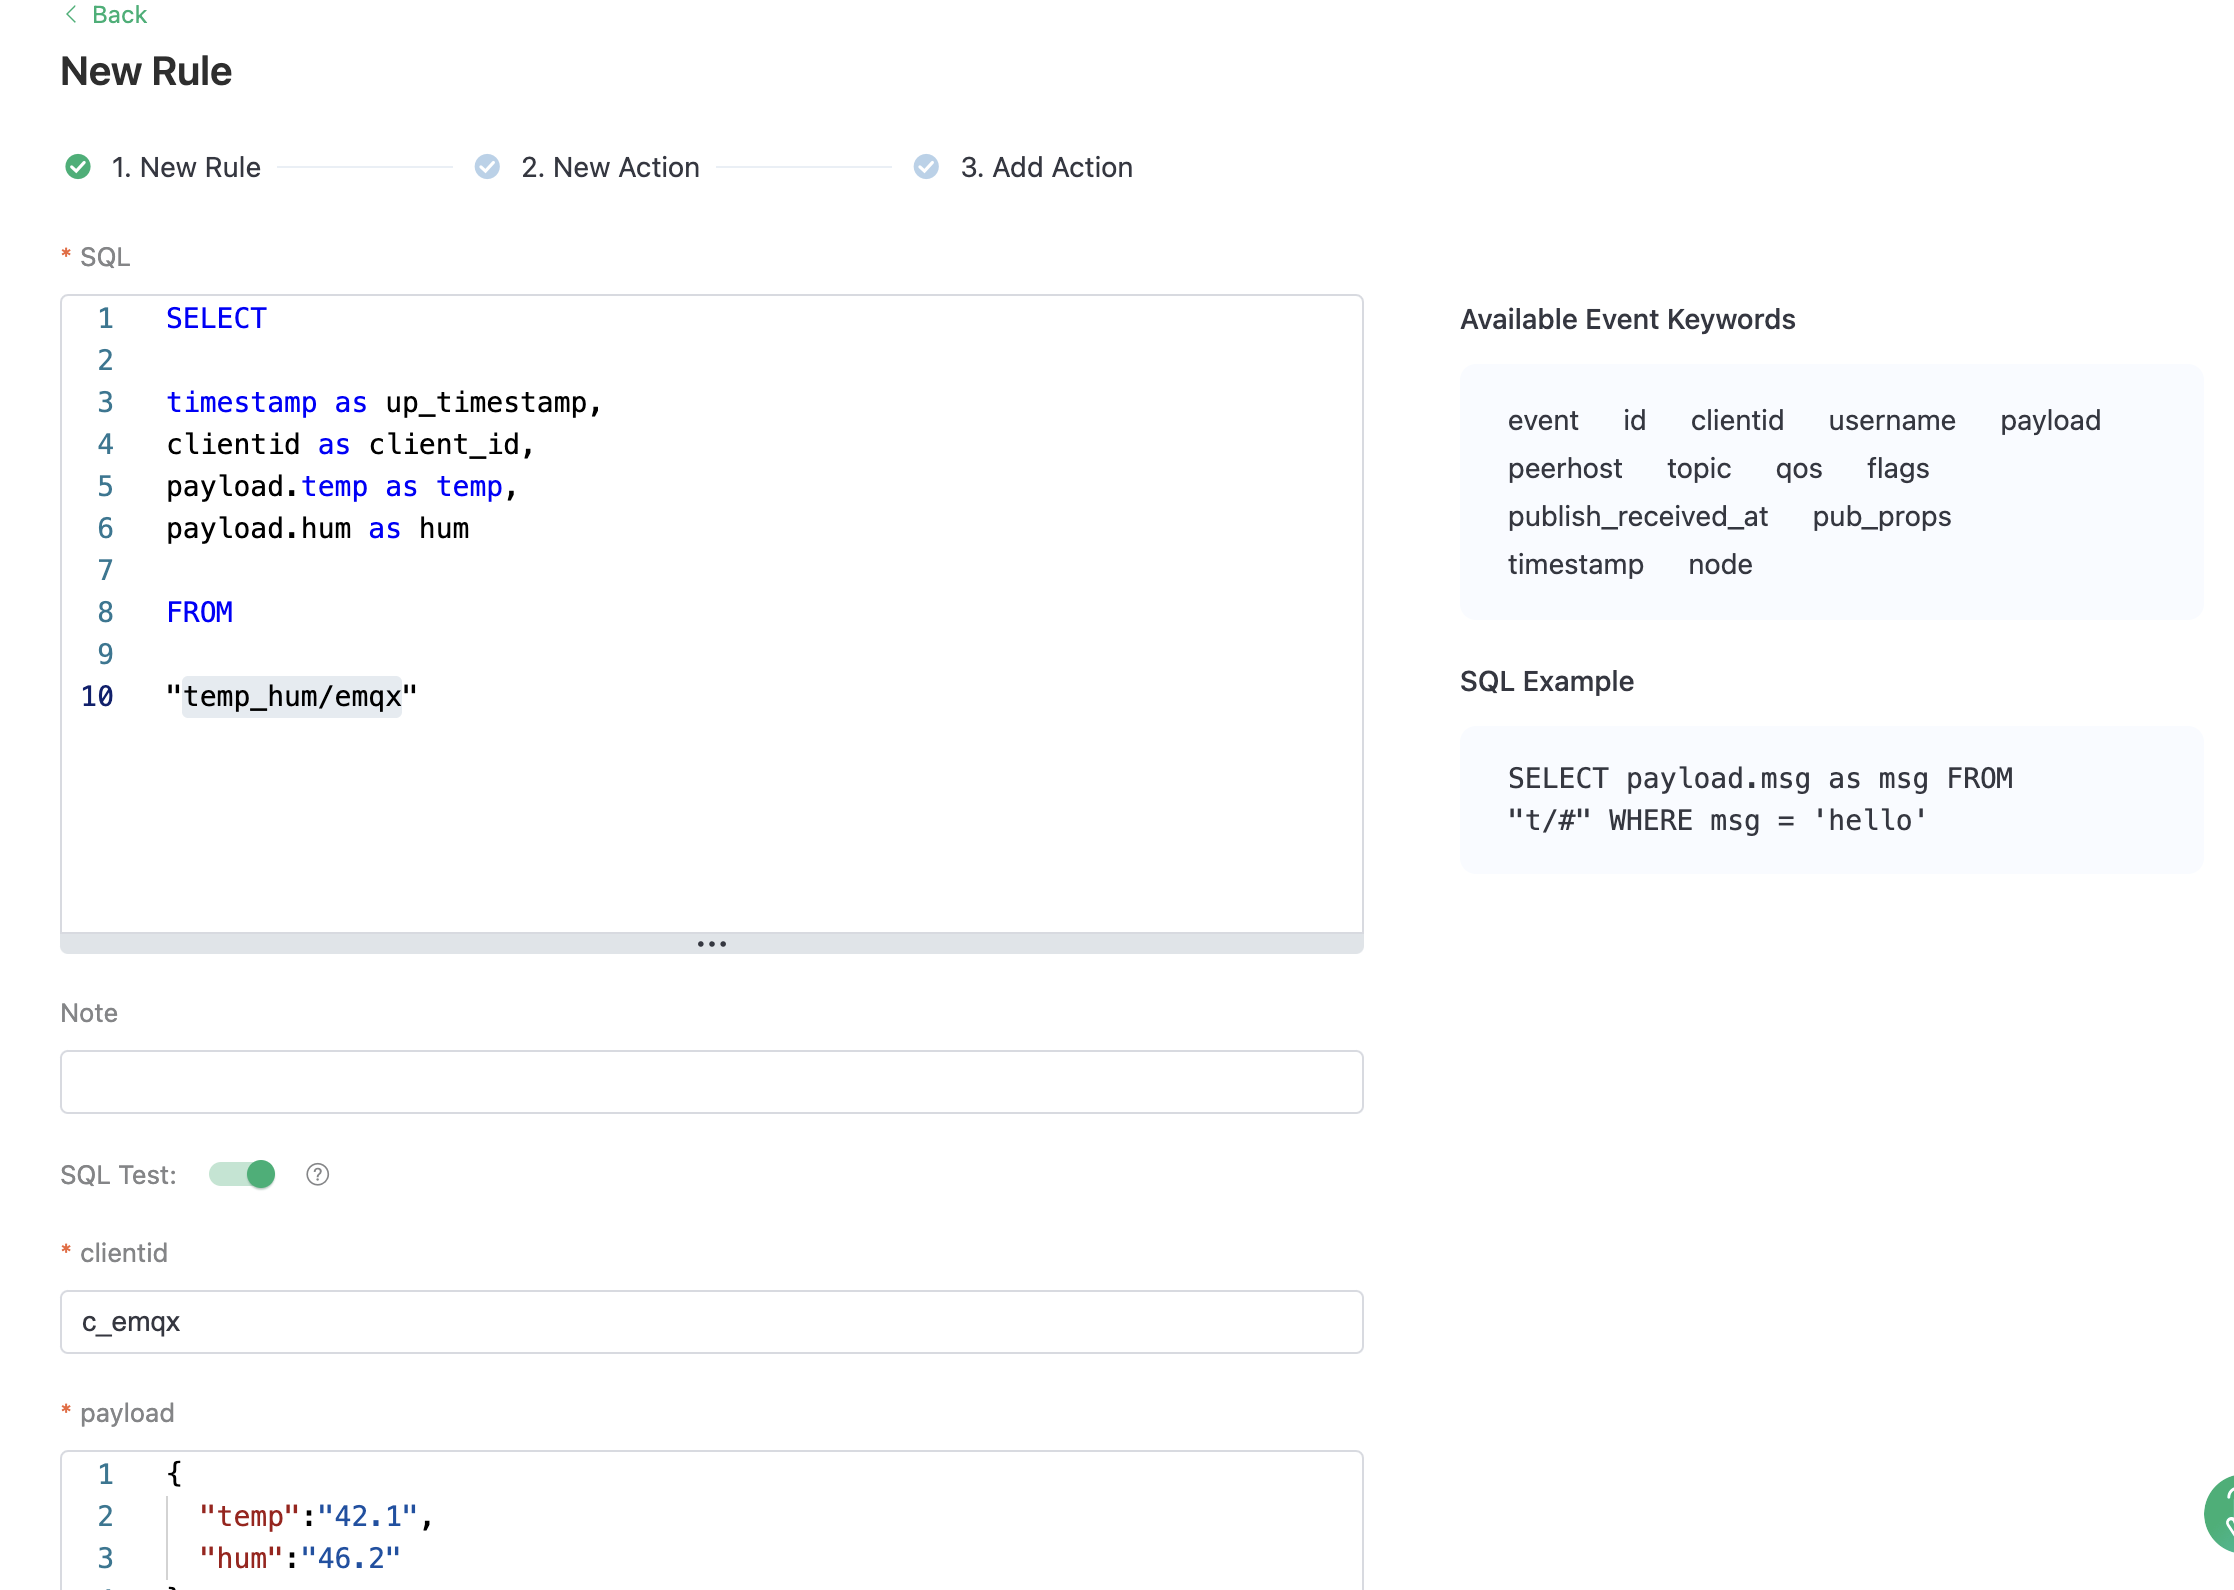 Back
New Rule
1. New Rule
2. New Action
3. Add Action
* SQL
1 SELECT
2
3 timestamp as up_timestamp,
4 clientid as client_id,
5 payload.temp as temp,
6 payload.hum as hum
7
8 FROM
9
10 "temp_hum/emqx"
...
Available Event Keywords
event id clientid username payload
peerhost topic qos flags
publish_received_at pub_props
timestamp node
SQL Example
SELECT payload.msg as msg FROM
"t/#" WHERE msg = 'hello'
Note
SQL Test: ?
* clientid
c_emqx
* payload
1 {
2 "temp":"42.1",
3 "hum":"46.2"